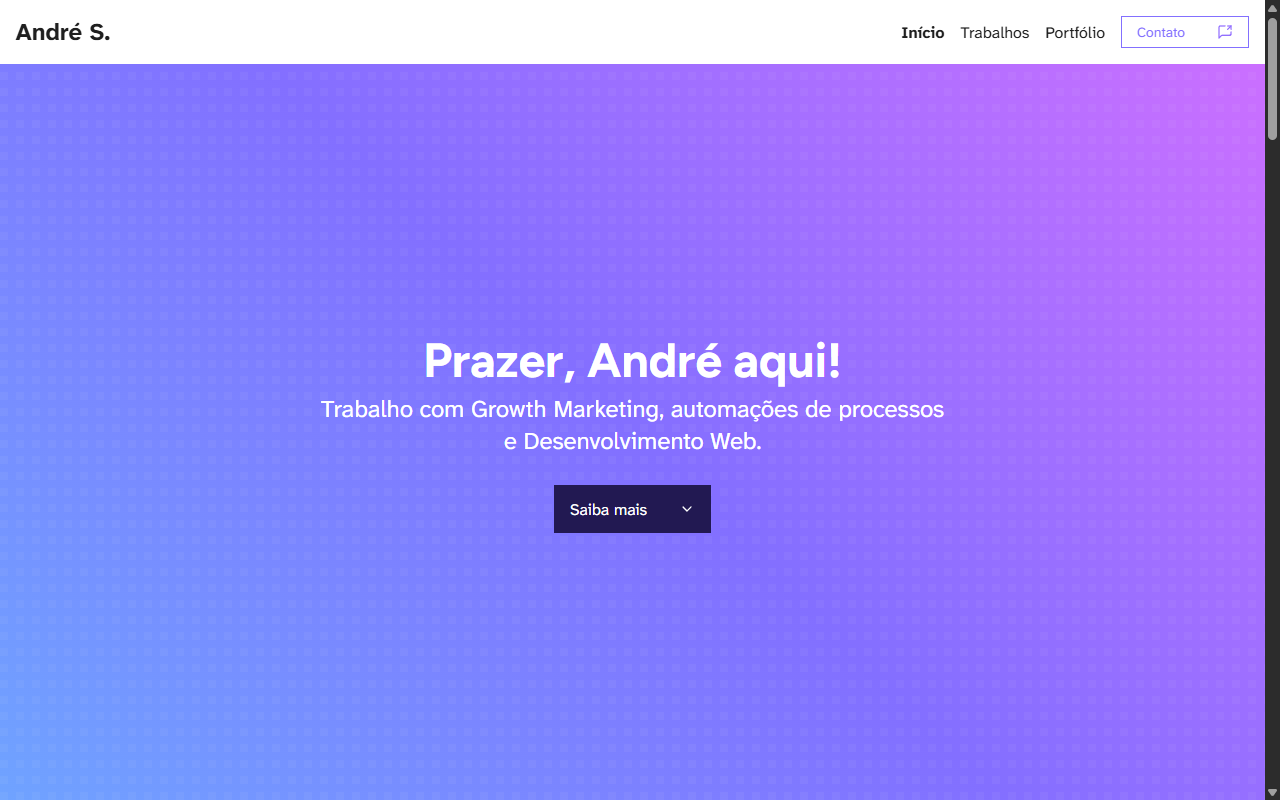 André S.
Início
Trabalhos
Portfólio
Contato
Prazer, André aqui!
Trabalho com Growth Marketing, automações de processos
e Desenvolvimento Web.
Saiba mais